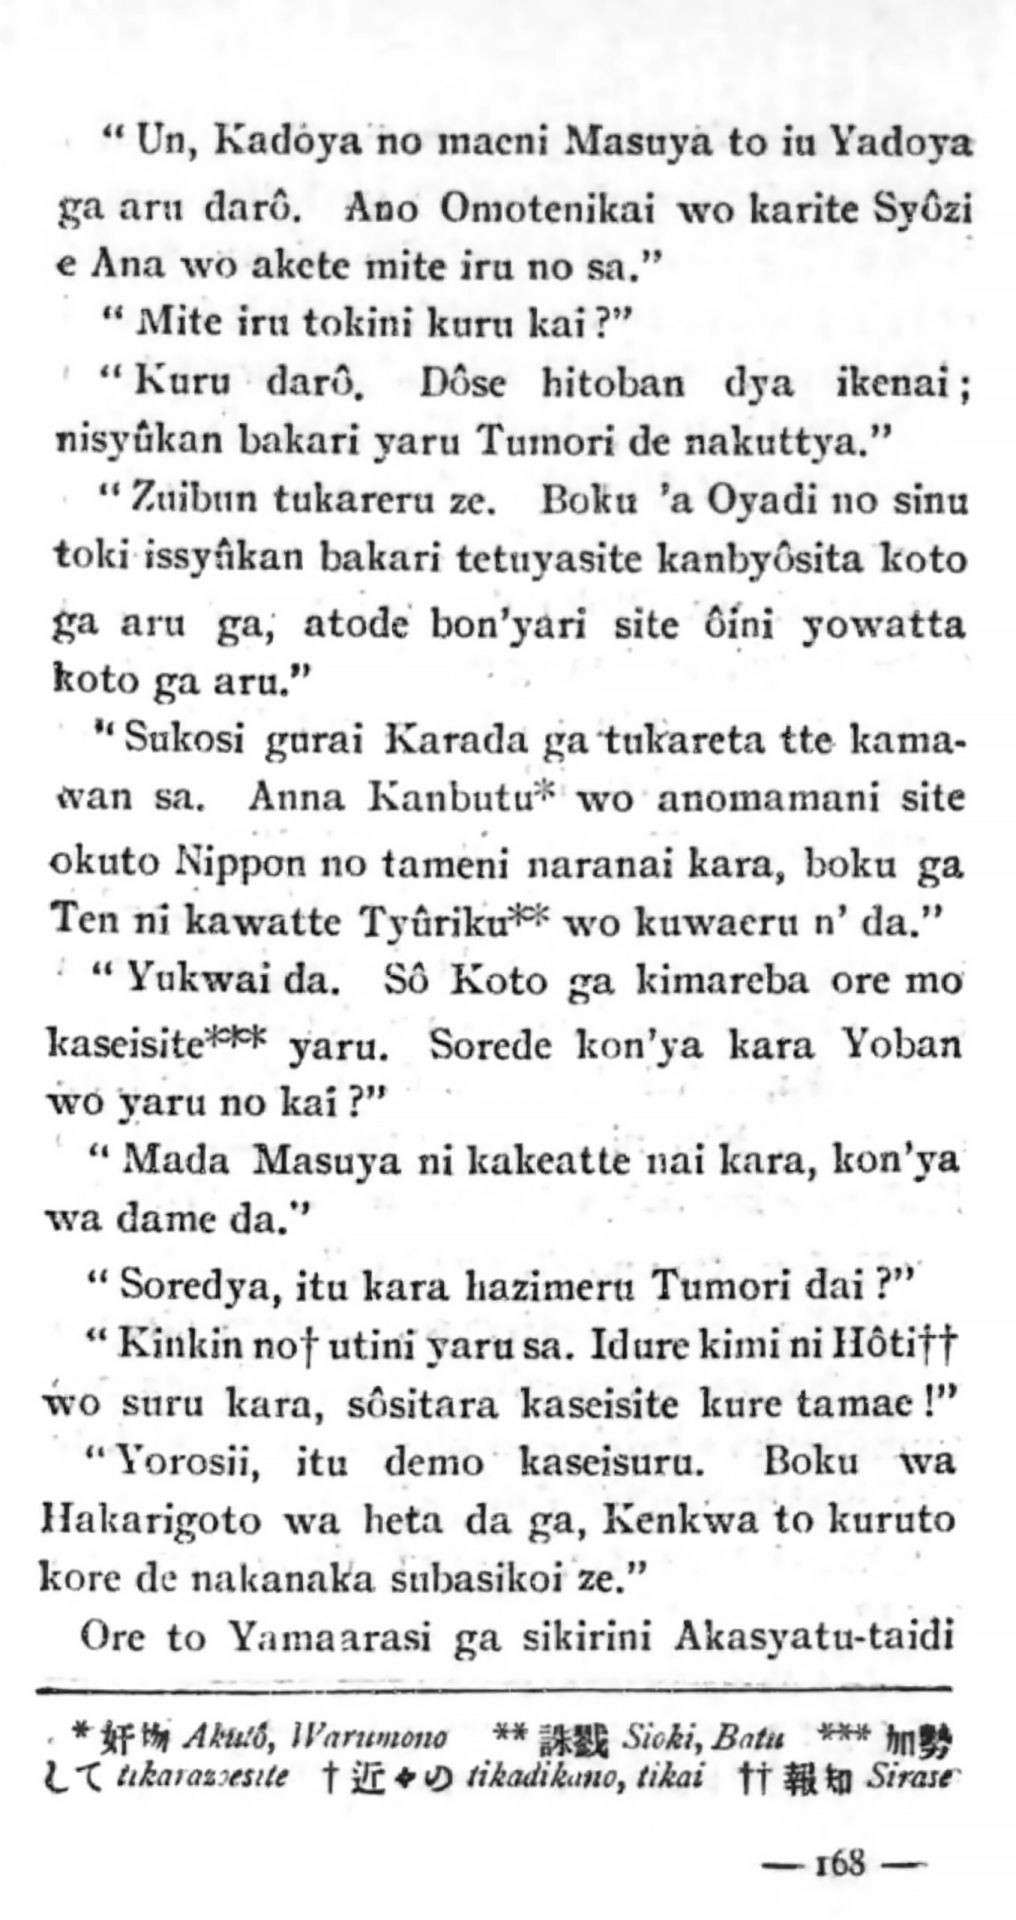 “ Un, Kadoya no maeni Masuya to iu Yadoya
ga aru darô. Ano Omotenikai wo karite Syôzi
e Ana wo akete mite iru no sa.”
“ Mite iru tokini kuru kai ?”
“ Kuru darô. Dôse hitoban dya ikenai ;
nisyûkan bakari yaru Tumori de nakuttya.”
“ Zuibun tukareru ze. Boku ’a Oyadi no sinu
toki issyûkan bakari tetuyasite kanbyôsita koto
ga aru ga, atode bon’yari site ôini yowatta
koto ga aru.”
“ Sukosi gurai Karada ga tukareta tte kama-
wan sa. Anna Kanbutu* wo anomamani site
okuto Nippon no tameni naranai kara, boku ga
Ten ni kawatte Tyûriku** wo kuwaeru n’ da.”
“ Yukwai da. Sô Koto ga kimareba ore mo
kaseisite*** yaru. Sorede kon’ya kara Yoban
wo yaru no kai ?”
“ Mada Masuya ni kakeatte nai kara, kon’ya
wa dame da.”
“ Soredya, itu kara hazimeru Tumori dai ?”
“ Kinkin no† utini yaru sa. Idure kimi ni Hôti††
wo suru kara, sôsitara kaseisite kure tamae !”
“ Yorosii, itu demo kaseisuru. Boku wa
Hakarigoto wa heta da ga, Kenkwa to kuruto
kore de nakanaka subasikoi ze.”
Ore to Yamaarasi ga sikirini Akasyatu-taidi
* 奸物 Akutô, Warumono ** 誅戮 Sioki, Batu *** 加勢
して tikarazoesite † 近々の tikadikano, tikai †† 報知 Sirase
— 168 —